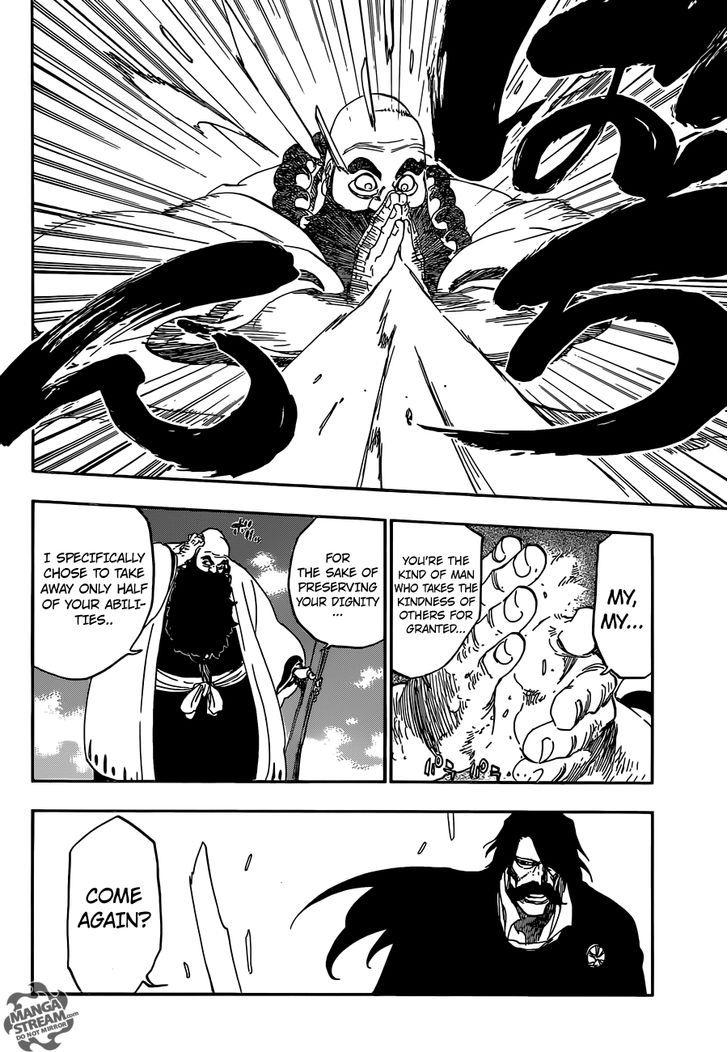 MY,
MY...
YOU'RE THE
KIND OF MAN
WHO TAKES THE
KINDNESS OF
OTHERS FOR
GRANTED...
FOR
THE SAKE OF
PRESERVING
YOUR DIGNITY
...
I SPECIFICALLY
CHOSE TO TAKE
AWAY ONLY HALF
OF YOUR ABILI-
TIES..
COME
AGAIN?
MANGA
STREAM.com
DO NOT MIRROR